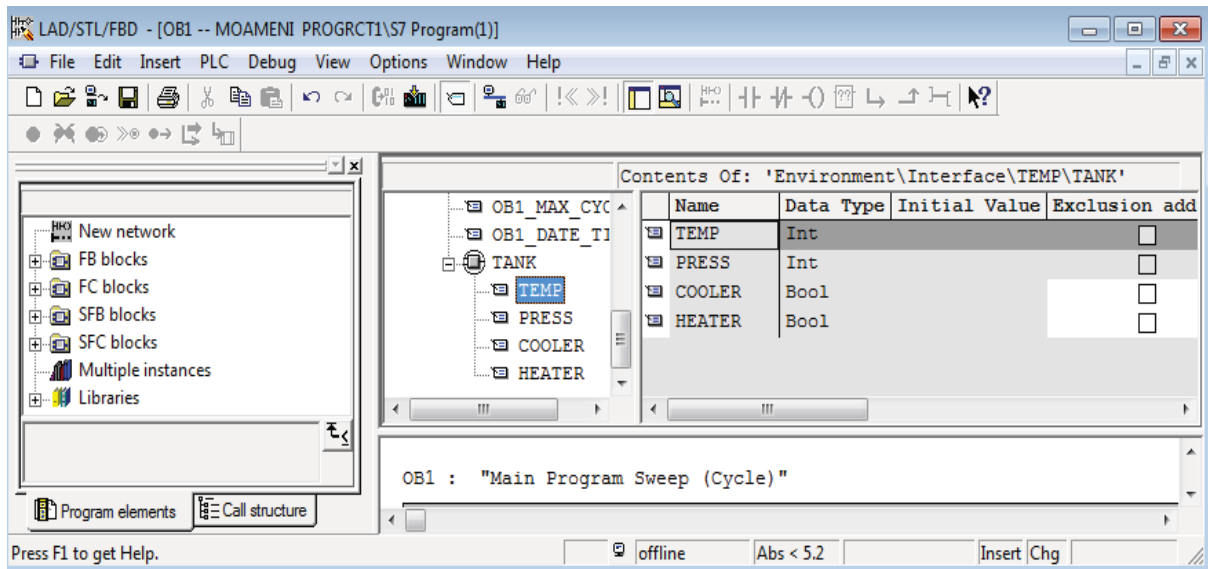 LAD/STL/FBD - [OB1 -- MOAMENI PROGRCT1\S7 Program(1)]
File Edit Insert PLC Debug View Options Window Help
Contents Of: 'Environment\Interface\TEMP\TANK'
OB1_MAX_CYC
OB1_DATE_TI
TANK
TEMP
PRESS
COOLER
HEATER
Name Data Type Initial Value Exclusion add
TEMP Int
PRESS Int
COOLER Bool
HEATER Bool
New network
FB blocks
FC blocks
SFB blocks
SFC blocks
Multiple instances
Libraries
Program elements Call structure
OB1 : "Main Program Sweep (Cycle)"
Press F1 to get Help. offline Abs < 5.2 Insert Chg